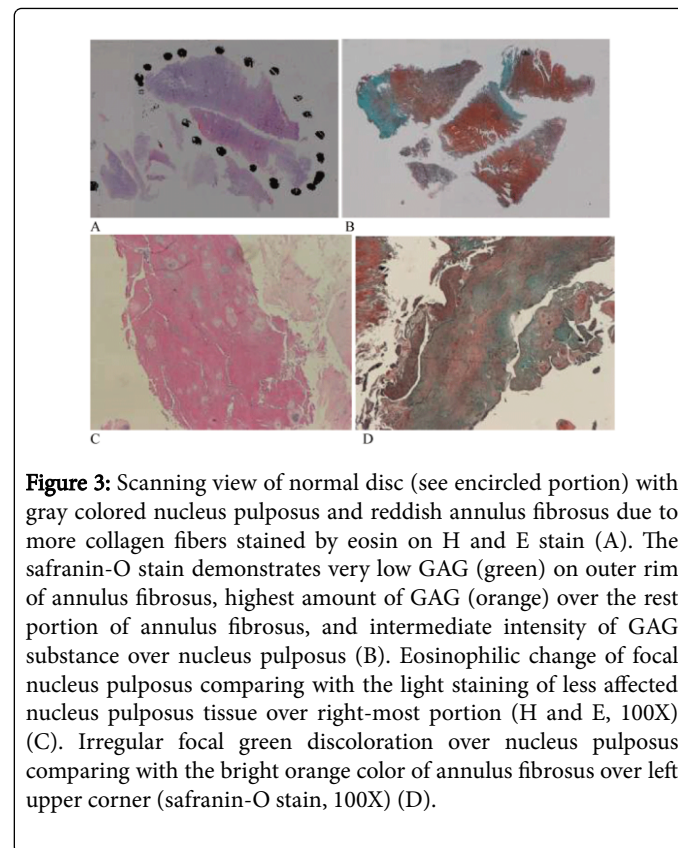 A
B
C
D
Figure 3: Scanning view of normal disc (see encircled portion) with
gray colored nucleus pulposus and reddish annulus fibrosus due to
more collagen fibers stained by eosin on H and E stain (A). The
safranin-O stain demonstrates very low GAG (green) on outer rim
of annulus fibrosus, highest amount of GAG (orange) over the rest
portion of annulus fibrosus, and intermediate intensity of GAG
substance over nucleus pulposus (B). Eosinophilic change of focal
nucleus pulposus comparing with the light staining of less affected
nucleus pulposus tissue over right-most portion (H and E, 100X)
(C). Irregular focal green discoloration over nucleus pulposus
comparing with the bright orange color of annulus fibrosus over left
upper corner (safranin-O stain, 100X) (D).